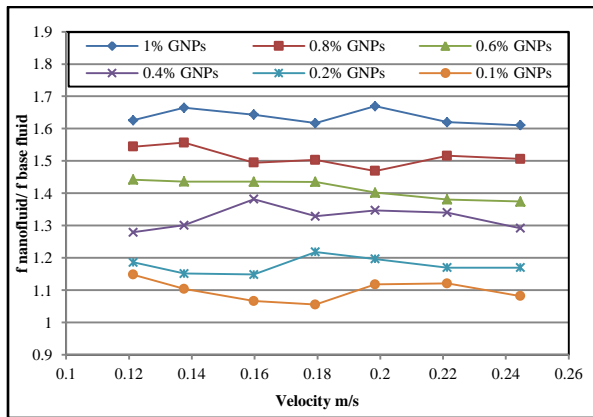 1.9
1% GNPs 0.8% GNPs 0.6% GNPs
1.8
0.4% GNPs 0.2% GNPs 0.1% GNPs
1.7
1.6
1.5
1.4
1.3
1.2
1.1
1
0.9
0.1 0.12 0.14 0.16 0.18 0.2 0.22 0.24 0.26
Velocity m/s
f nanofluid/ f base fluid